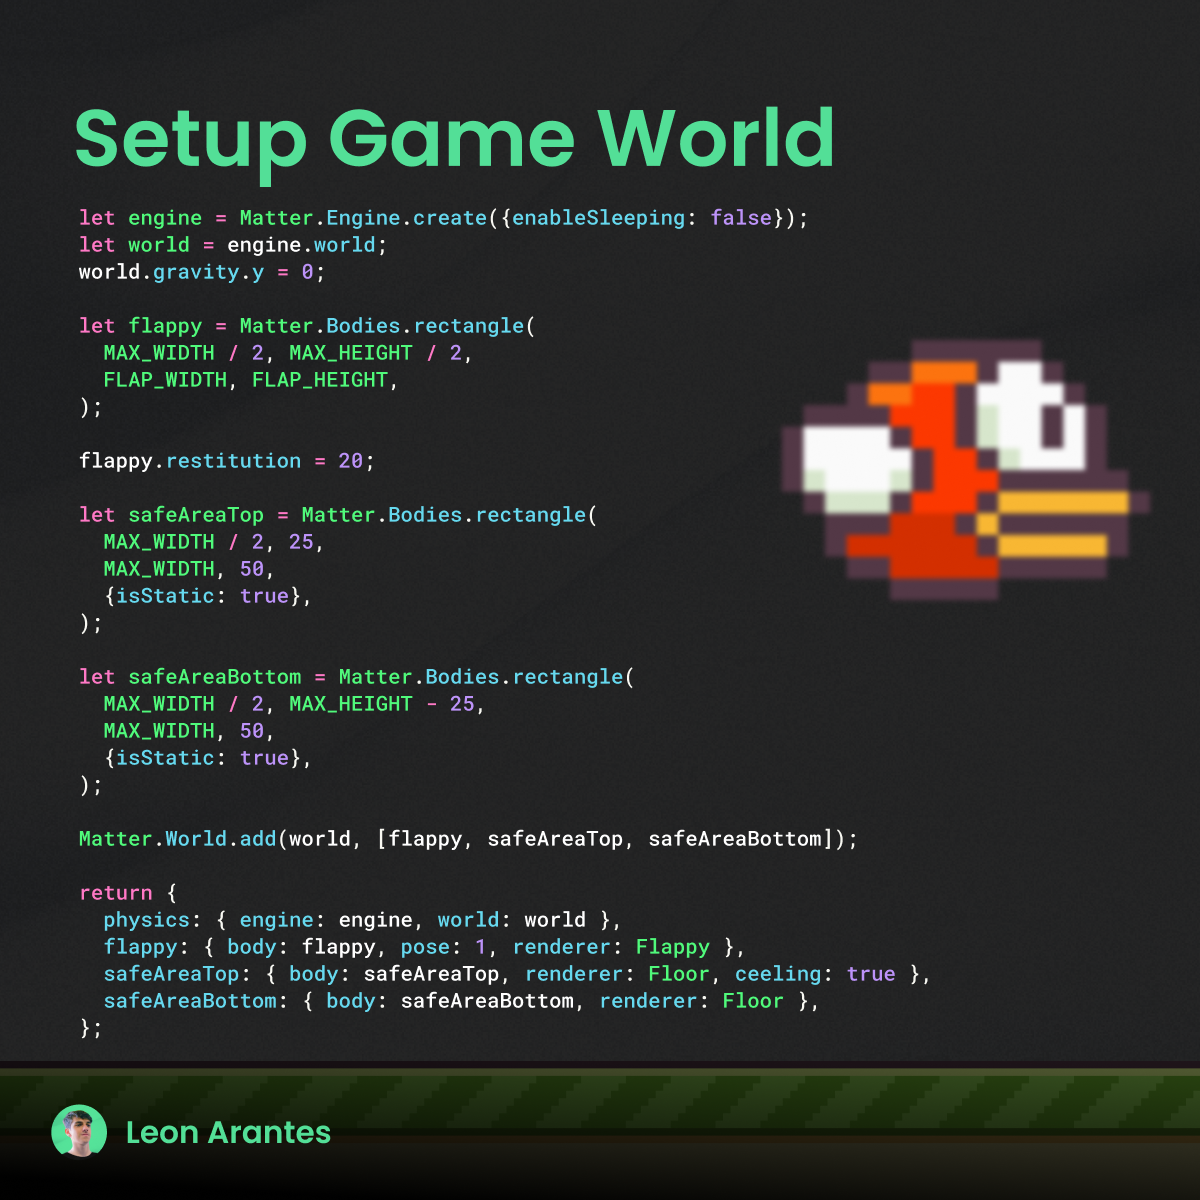 Setup Game World
let engine = Matter.Engine.create({enableSleeping: false});
let world = engine.world;
world.gravity.y = 0;
let flappy = Matter.Bodies.rectangle(
  MAX_WIDTH / 2, MAX_HEIGHT / 2,
  FLAP_WIDTH, FLAP_HEIGHT,
);
flappy.restitution = 20;
let safeAreaTop = Matter.Bodies.rectangle(
  MAX_WIDTH / 2, 25,
  MAX_WIDTH, 50,
  {isStatic: true},
);
let safeAreaBottom = Matter.Bodies.rectangle(
  MAX_WIDTH / 2, MAX_HEIGHT - 25,
  MAX_WIDTH, 50,
  {isStatic: true},
);
Matter.World.add(world, [flappy, safeAreaTop, safeAreaBottom]);
return {
  physics: { engine: engine, world: world },
  flappy: { body: flappy, pose: 1, renderer: Flappy },
  safeAreaTop: { body: safeAreaTop, renderer: Floor, ceeling: true },
  safeAreaBottom: { body: safeAreaBottom, renderer: Floor },
};
Leon Arantes